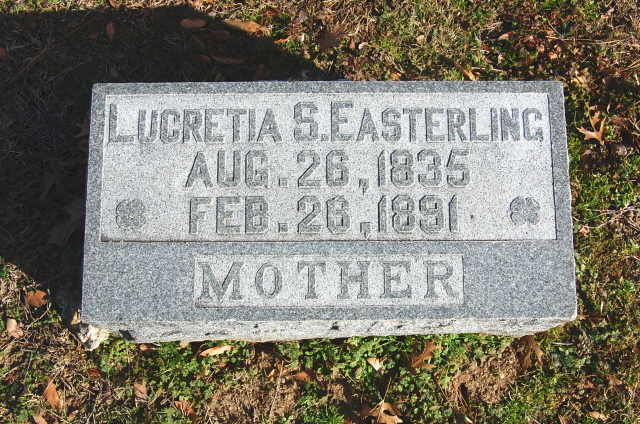 LUCRETIA S. EASTERLING
AUG. 26, 1835
FEB. 26, 1891
MOTHER